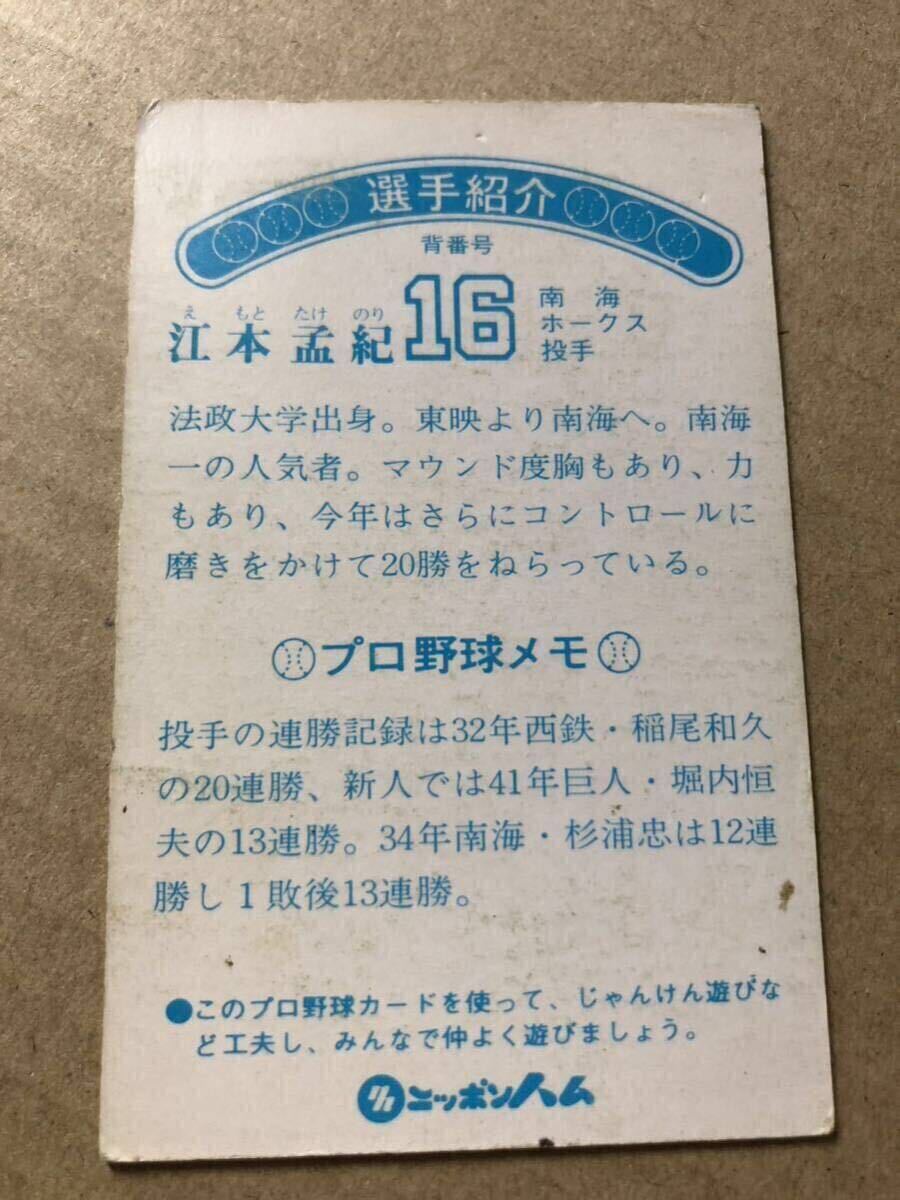 選手紹介
背番号
え もと たけ のり
江本孟紀
16
南海
ホークス
投手
法政大学出身。東映より南海へ。南海
一の人気者。マウンド度胸もあり、力
もあり、今年はさらにコントロールに
磨きをかけて20勝をねらっている。
プロ野球メモ
投手の連勝記録は32年西鉄・稲尾和久
の20連勝、新人では41年巨人・堀内恒
夫の13連勝。34年南海・杉浦忠は12連
勝し1敗後13連勝。
●このプロ野球カードを使って、じゃんけん遊びな
ど工夫し、みんなで仲よく遊びましょう。
ニッポンハム